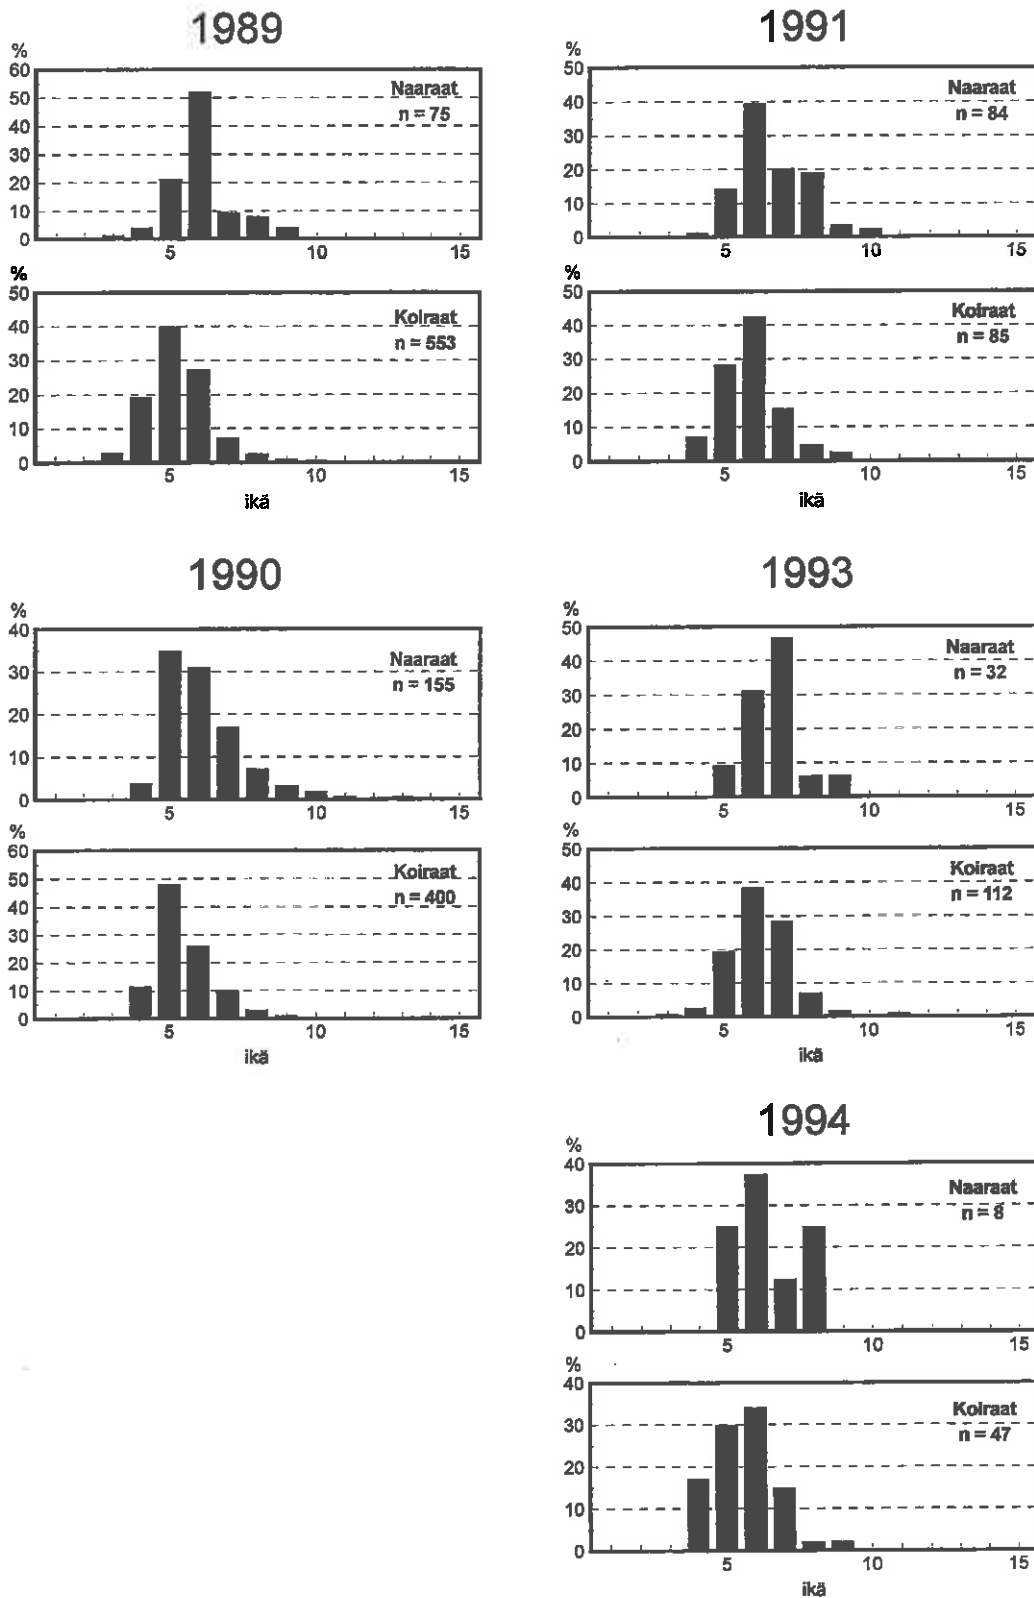 1989
%
60
50
40
30
20
10
0
Naaraat
n = 75
5 10 15
%
50
40
30
20
10
0
Koiraat
n = 553
5 10 15
ikä
1990
%
40
30
20
10
0
Naaraat
n = 155
5 10 15
%
60
50
40
30
20
10
0
Koiraat
n = 400
5 10 15
ikä
1991
%
50
40
30
20
10
0
Naaraat
n = 84
5 10 15
%
50
40
30
20
10
0
Koiraat
n = 85
5 10 15
ikä
1993
%
50
40
30
20
10
0
Naaraat
n = 32
5 10 15
%
50
40
30
20
10
0
Koiraat
n = 112
5 10 15
ikä
1994
%
40
30
20
10
0
Naaraat
n = 8
5 10 15
%
40
30
20
10
0
Koiraat
n = 47
5 10 15
ikä